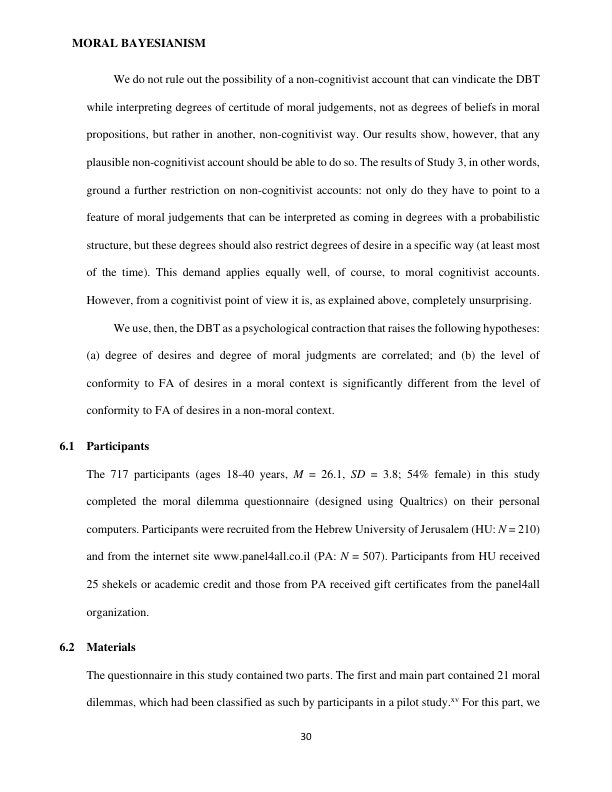 MORAL BAYESIANISM
We do not rule out the possibility of a non-cognitivist account that can vindicate the DBT
while interpreting degrees of certitude of moral judgements, not as degrees of beliefs in moral
propositions, but rather in another, non-cognitivist way. Our results show, however, that any
plausible non-cognitivist account should be able to do so. The results of Study 3, in other words,
ground a further restriction on non-cognitivist accounts: not only do they have to point to a
feature of moral judgements that can be interpreted as coming in degrees with a probabilistic
structure, but these degrees should also restrict degrees of desire in a specific way (at least most
of the time). This demand applies equally well, of course, to moral cognitivist accounts.
However, from a cognitivist point of view it is, as explained above, completely unsurprising.
We use, then, the DBT as a psychological contraction that raises the following hypotheses:
(a) degree of desires and degree of moral judgments are correlated; and (b) the level of
conformity to FA of desires in a moral context is significantly different from the level of
conformity to FA of desires in a non-moral context.
6.1 Participants
The 717 participants (ages 18-40 years, M = 26.1, SD = 3.8; 54% female) in this study
completed the moral dilemma questionnaire (designed using Qualtrics) on their personal
computers. Participants were recruited from the Hebrew University of Jerusalem (HU: N = 210)
and from the internet site www.panel4all.co.il (PA: N = 507). Participants from HU received
25 shekels or academic credit and those from PA received gift certificates from the panel4all
organization.
6.2 Materials
The questionnaire in this study contained two parts. The first and main part contained 21 moral
dilemmas, which had been classified as such by participants in a pilot study.xv For this part, we
30